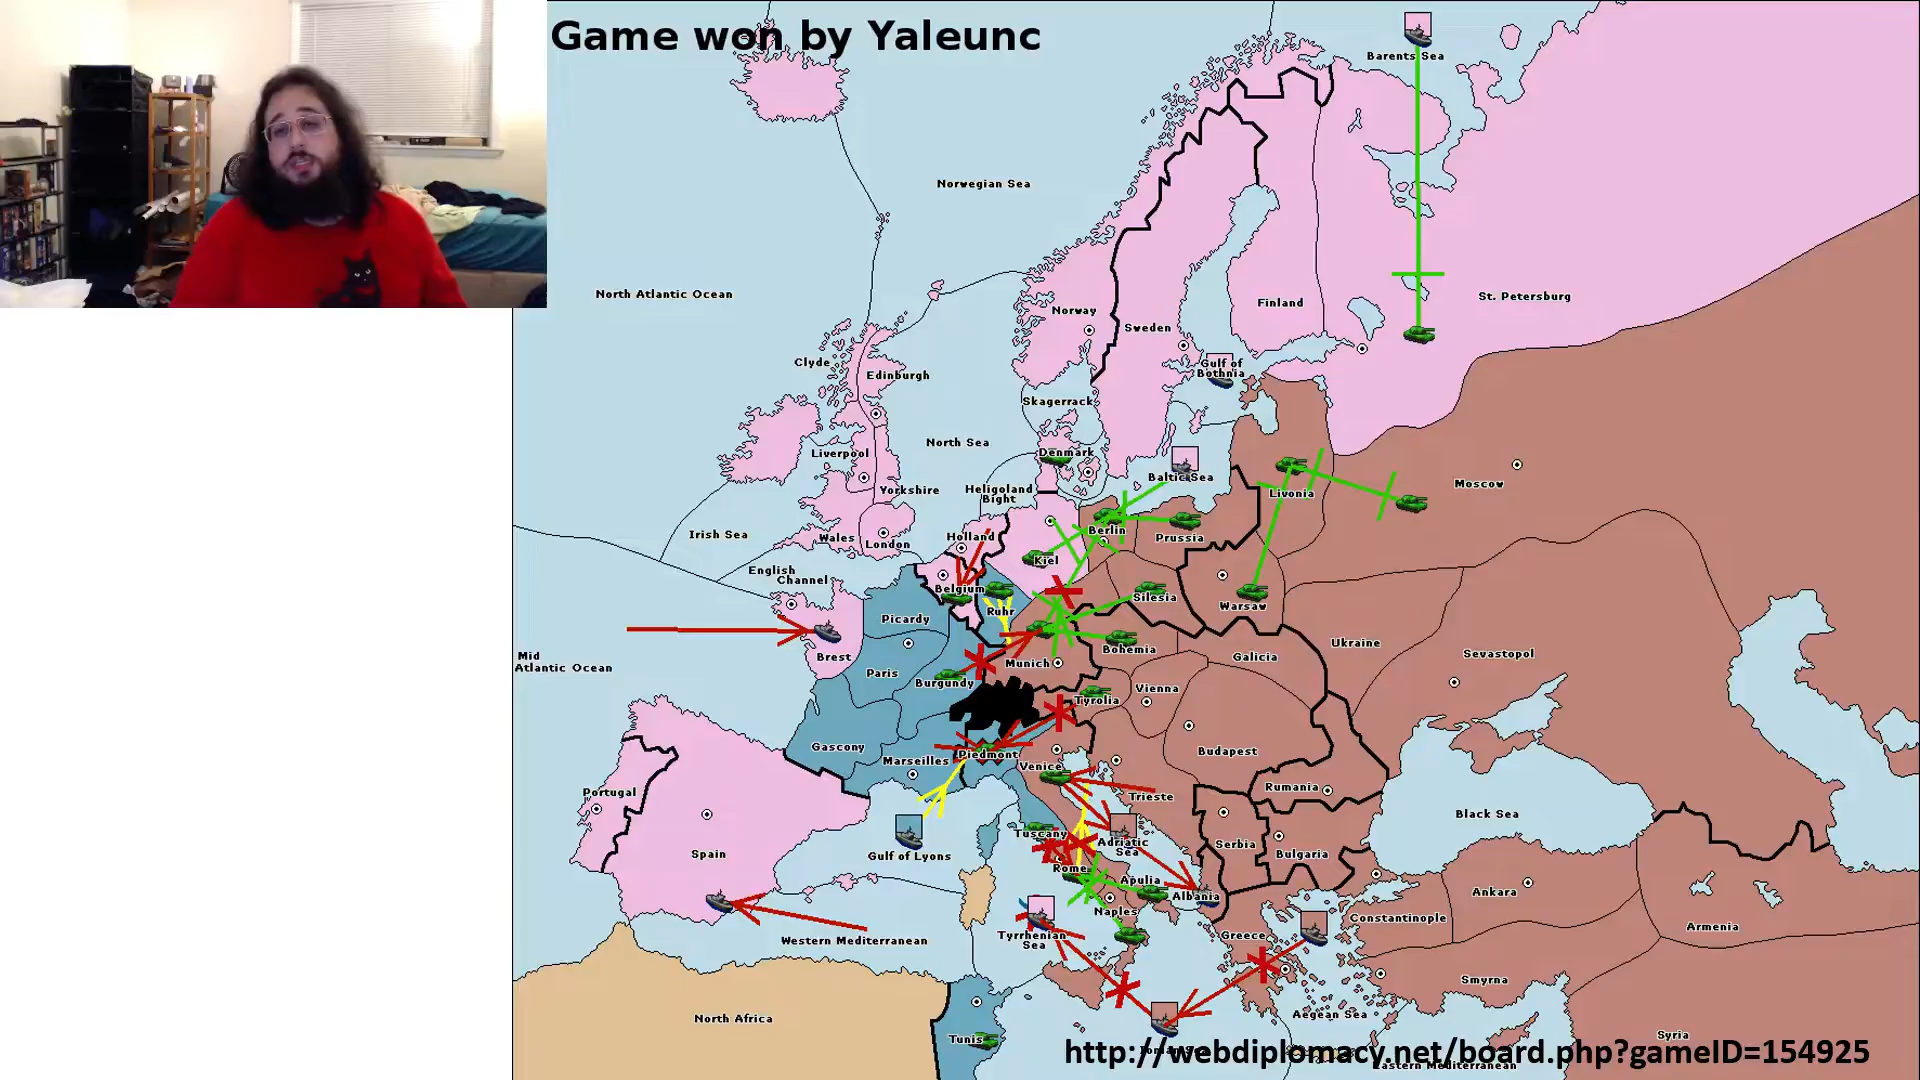 Game won by Yaleunc
Barents Sea
Norwegian Sea
North Atlantic Ocean
St. Petersburg
Finland
Norway
Sweden
Clyde
Edinburgh
Gulf of
Bothnia
Skagerrack
North Sea
Liverpool
Denmark
Baltic Sea
Moscow
Livonia
Yorkshire
Heligoland
Bight
Irish Sea
Wales
London
Holland
Berlin
Prussia
English
Channel
Kiel
Belgium
Silesia
Warsaw
Ruhr
Picardy
Ukraine
Bohemia
Sevastopol
Mid
Atlantic Ocean
Brest
Galicia
Munich
Paris
Burgundy
Vienna
Tyrolia
Gascony
Budapest
Marseilles
Piedmont
Venice
Portugal
Trieste
Rumania
Black Sea
Tuscany
Adriatic
Sea
Serbia
Bulgaria
Spain
Gulf of Lyons
Rome
Apulia
Albania
Ankara
Naples
Constantinople
Armenia
Western Mediterranean
Tyrrhenian
Sea
Greece
Smyrna
North Africa
Aegean Sea
Syria
Tunis
http://webdiplomacy.net/board.php?gameID=154925
Eastern Mediterranean